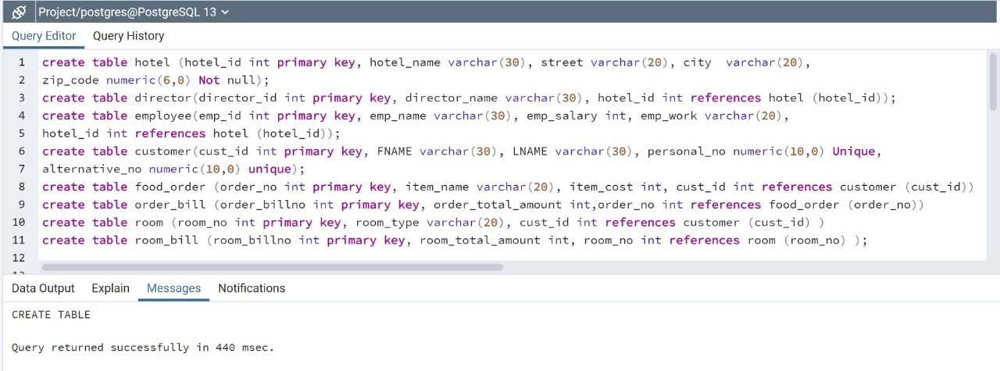 Project/postgres@PostgreSQL 13
Query Editor Query History
1 create table hotel (hotel_id int primary key, hotel_name varchar(30), street varchar(20), city  varchar(20),
2 zip_code numeric(6,0) Not null);
3 create table director(director_id int primary key, director_name varchar(30), hotel_id int references hotel (hotel_id));
4 create table employee(emp_id int primary key, emp_name varchar(30), emp_salary int, emp_work varchar(20),
5 hotel_id int references hotel (hotel_id));
6 create table customer(cust_id int primary key, FNAME varchar(30), LNAME varchar(30), personal_no numeric(10,0) Unique,
7 alternative_no numeric(10,0) unique);
8 create table food_order (order_no int primary key, item_name varchar(20), item_cost int, cust_id int references customer (cust_id))
9 create table order_bill (order_billno int primary key, order_total_amount int,order_no int references food_order (order_no))
10 create table room (room_no int primary key, room_type varchar(20), cust_id int references customer (cust_id) )
11 create table room_bill (room_billno int primary key, room_total_amount int, room_no int references room (room_no) );
12
Data Output Explain Messages Notifications
CREATE TABLE
Query returned successfully in 440 msec.